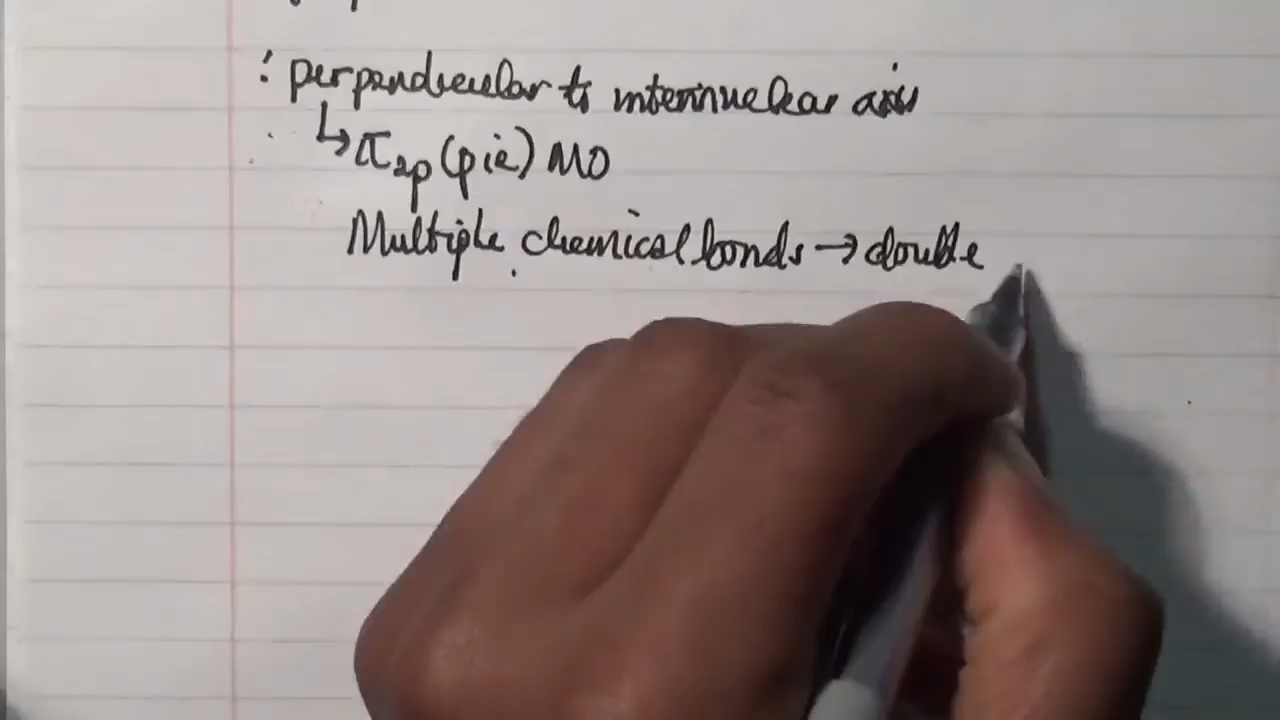 : perpendicular to internuclear axis
↳ π2p (pie) MO
Multiple chemical bonds → double